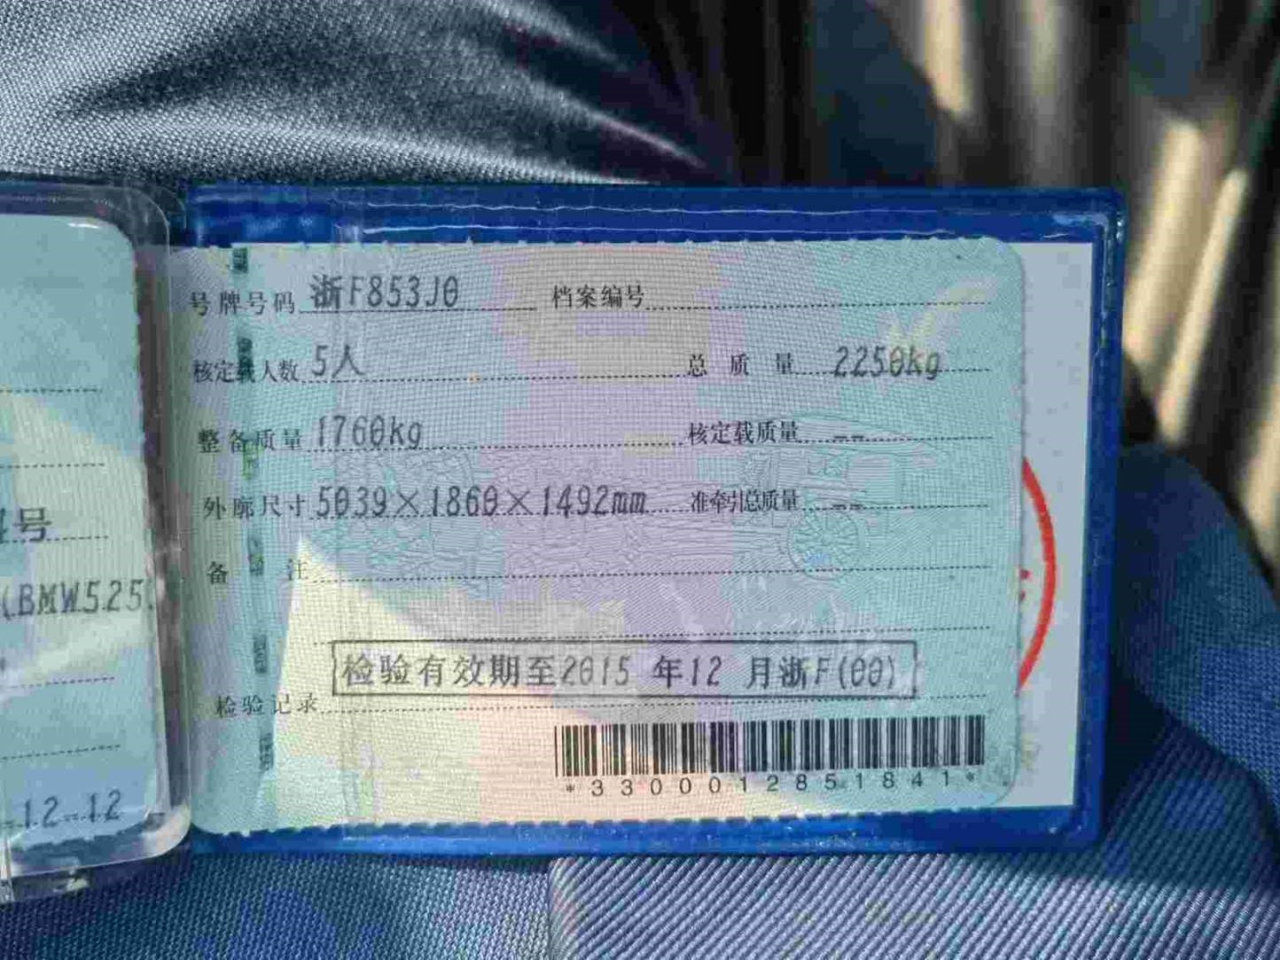 号牌号码 浙F853J0 档案编号
核定载人数 5人 总质量 2250kg
整备质量 1760kg 核定载质量 --
外廓尺寸 5039×1860×1492mm 准牵引总质量 --
备注
检验有效期至2015 年12 月浙F(00)
检验记录
*3300012851841*
号
(BMW525
-12-12